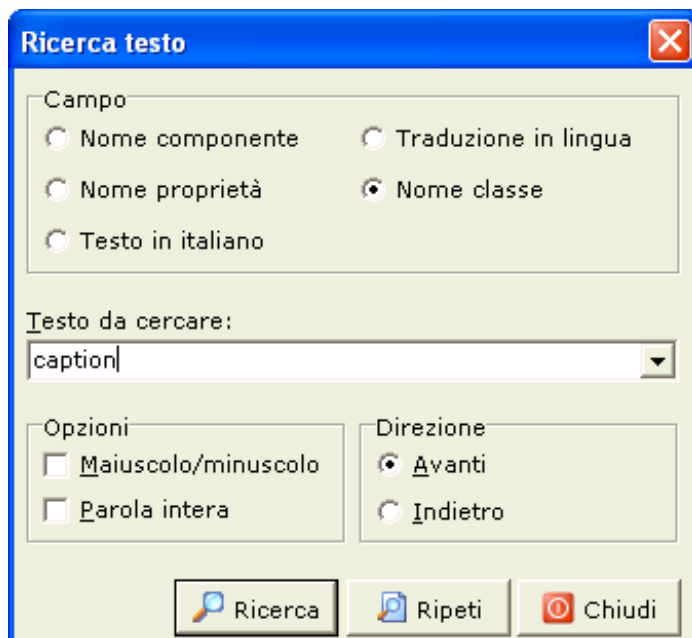 Ricerca testo
Campo
Nome componente
Traduzione in lingua
Nome proprietà
Nome classe
Testo in italiano
Testo da cercare:
caption
Opzioni
Direzione
Maiuscolo/minuscolo
Avanti
Parola intera
Indietro
Ricerca
Ripeti
Chiudi